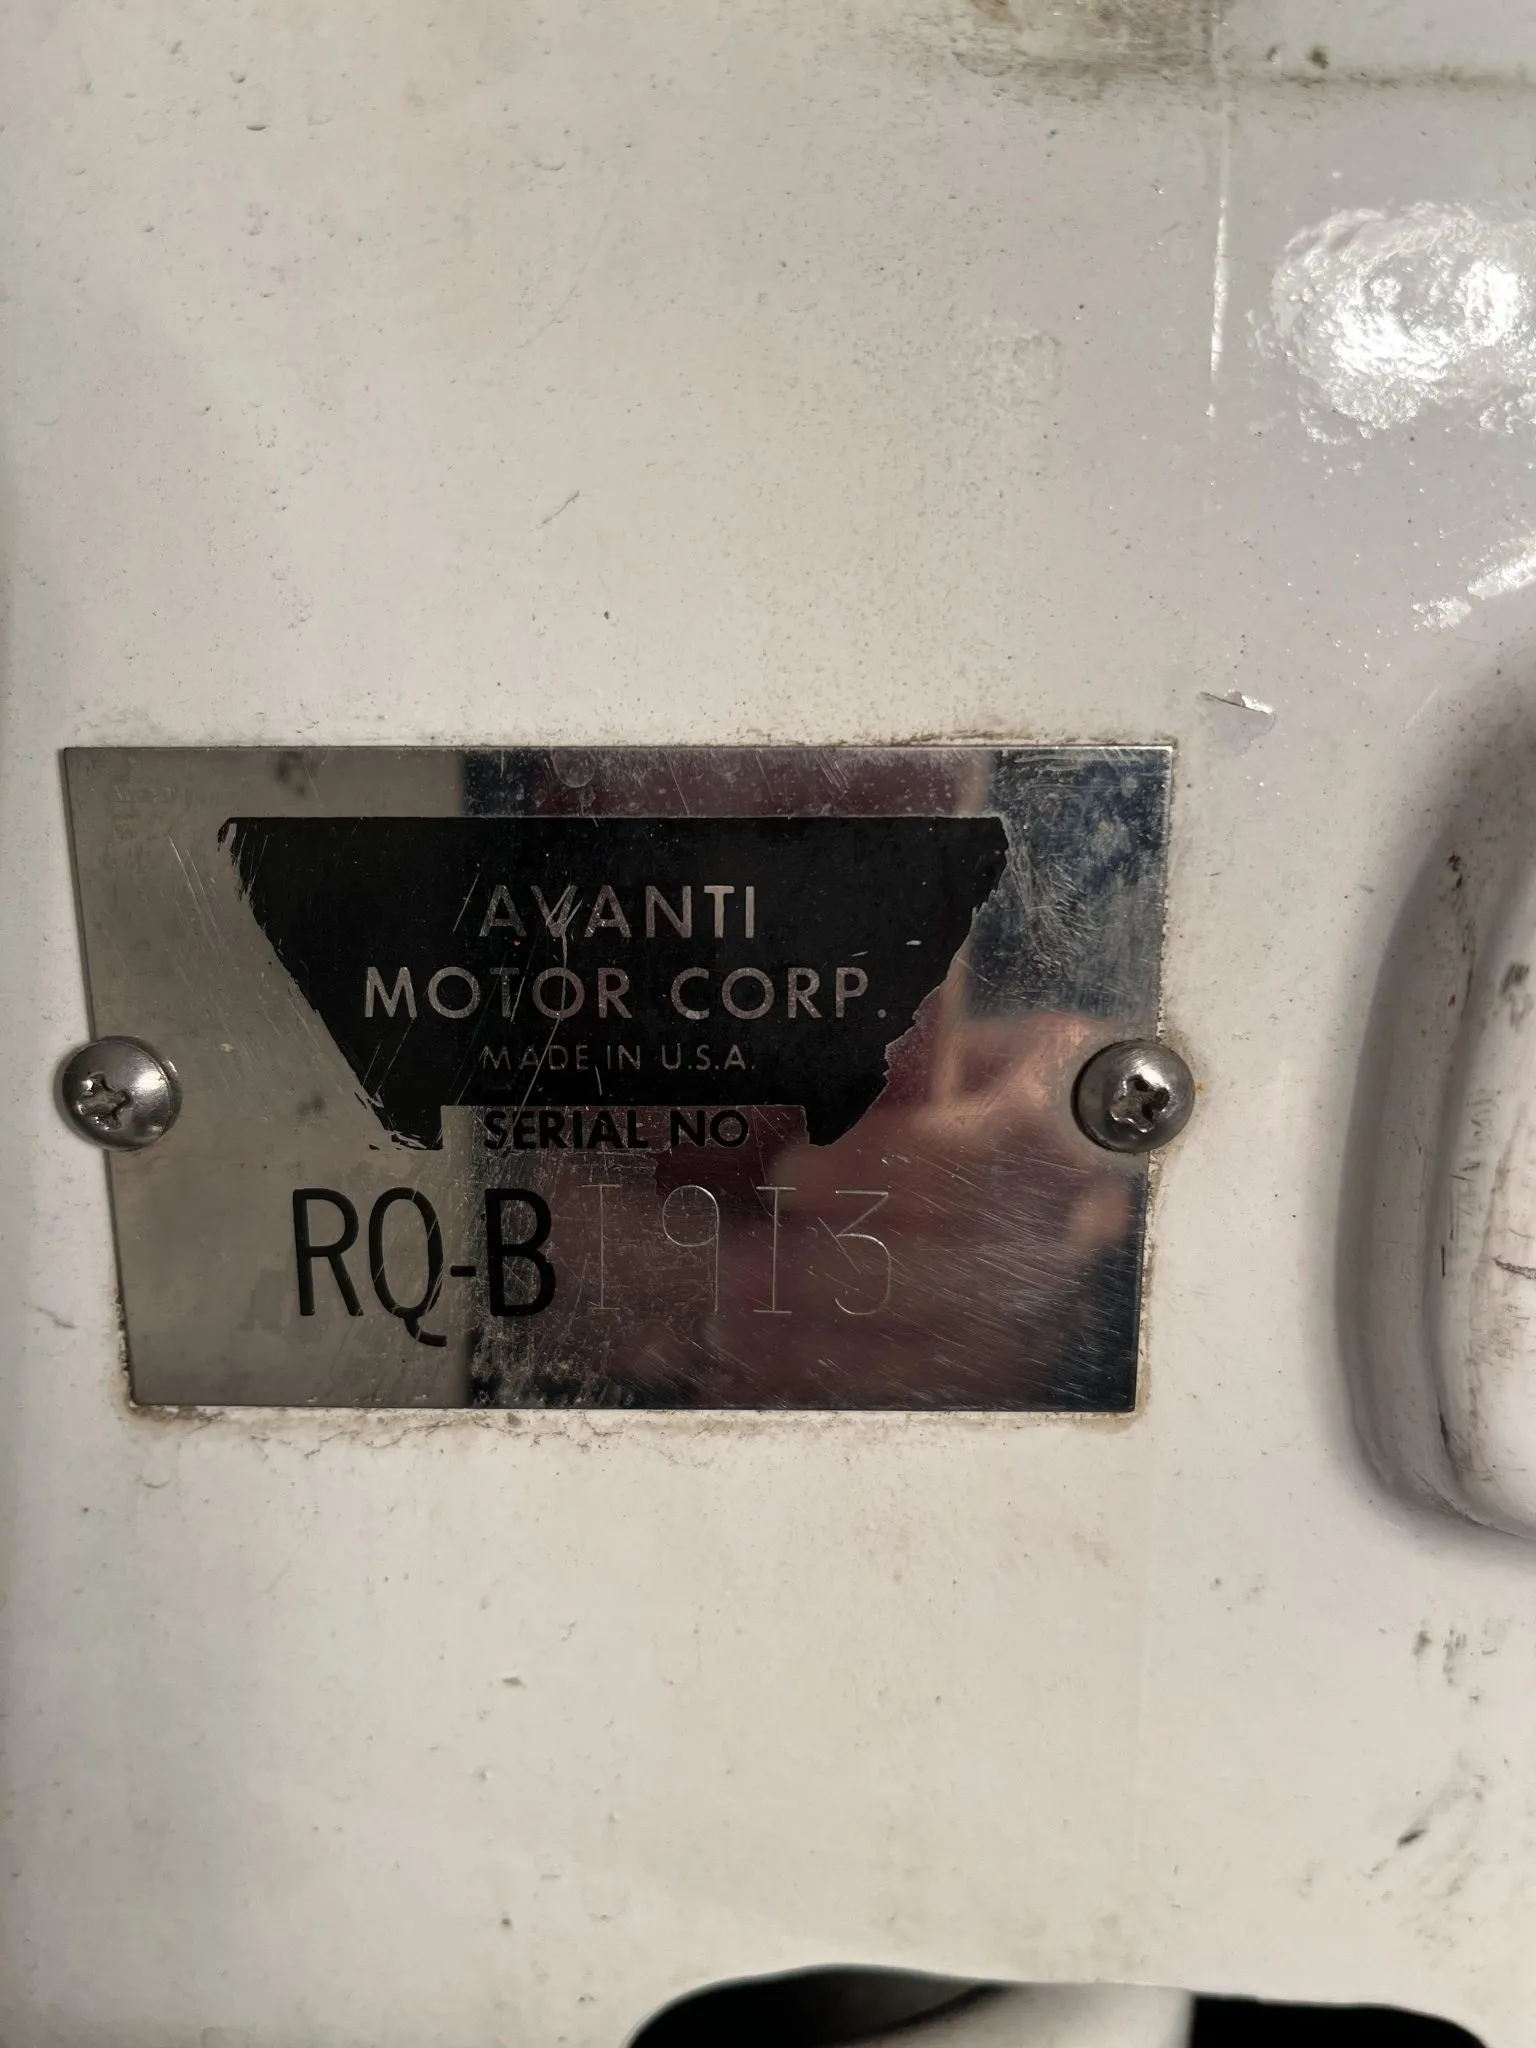 AVANTI
MOTOR CORP.
MADE IN U.S.A.
SERIAL NO
RQ-B 1913